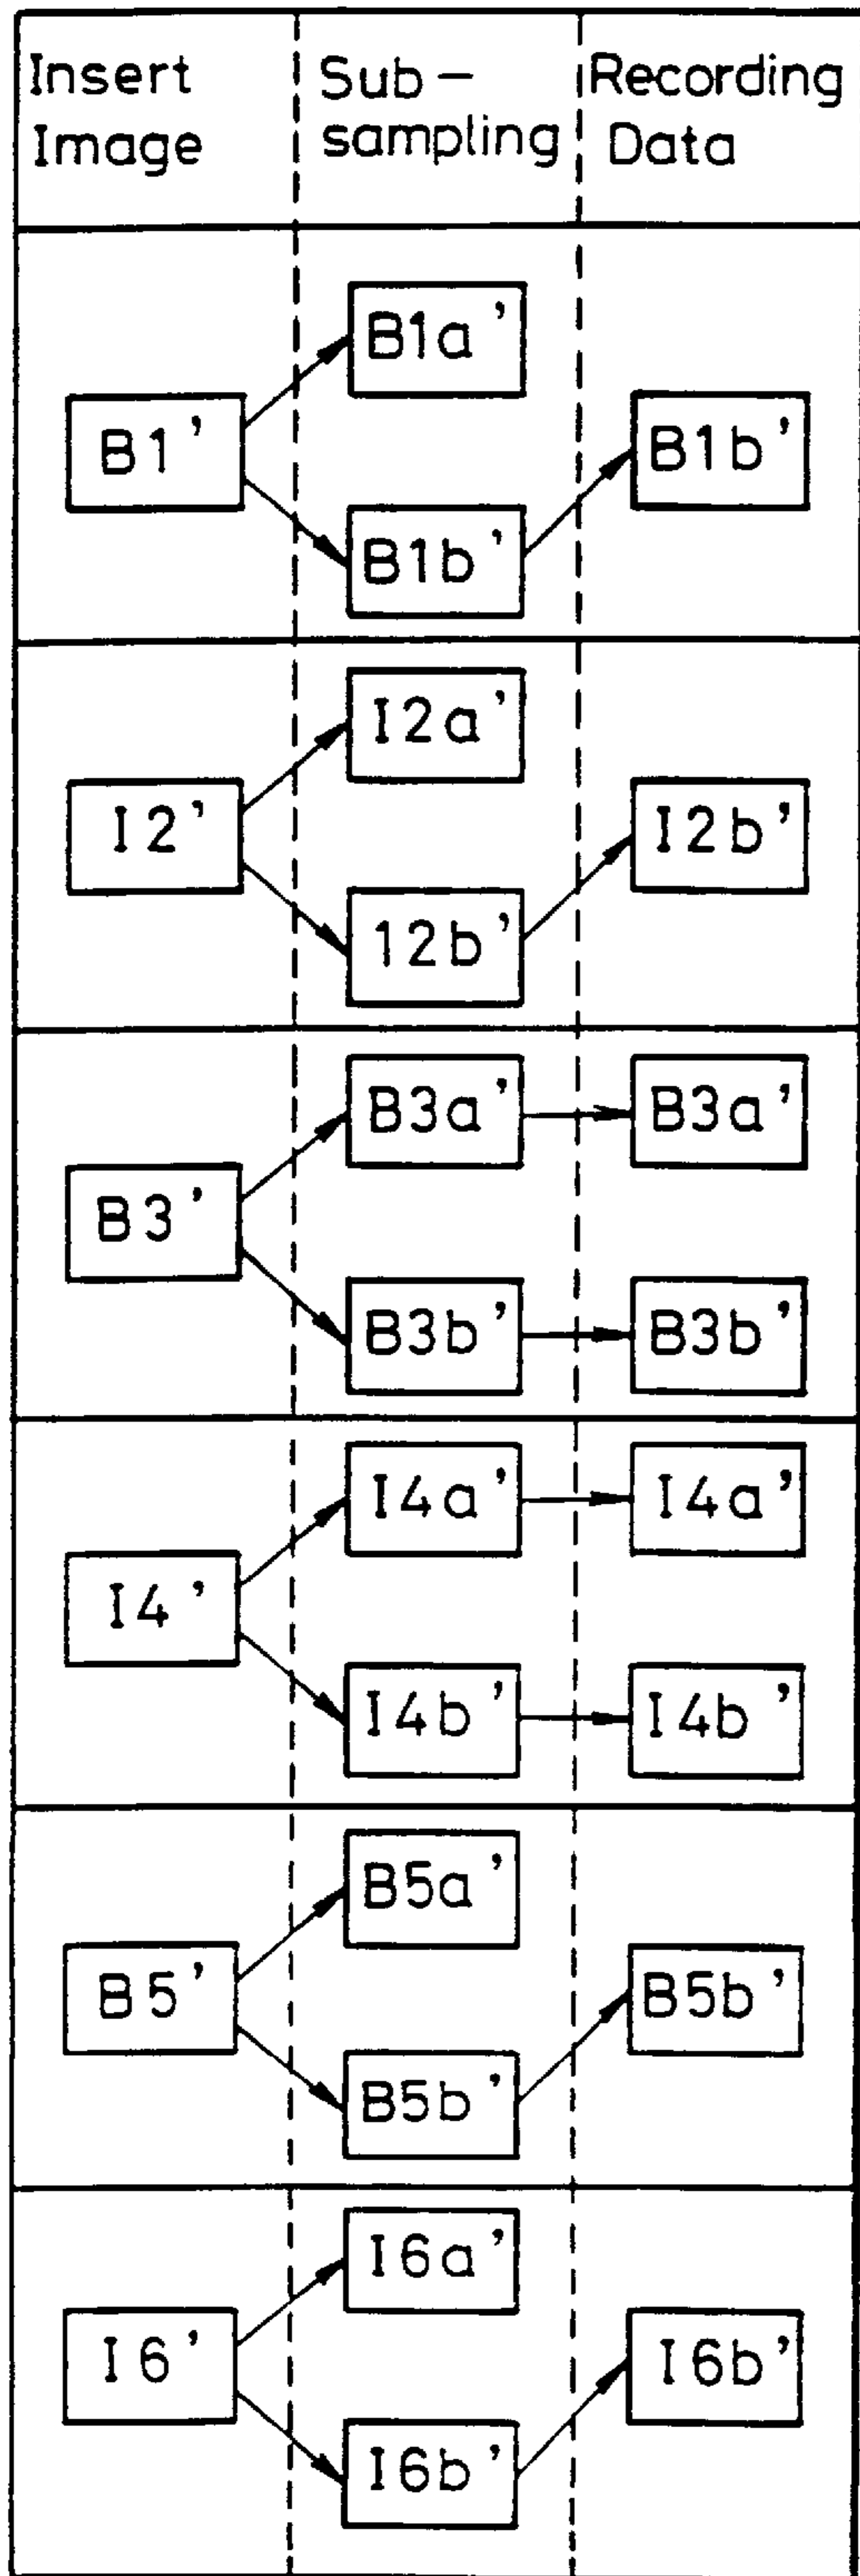 Insert Image
Sub-sampling
Recording Data
B1a'
B1'
B1b'
B1b'
I2a'
I2'
I2b'
12b'
B3a'
B3a'
B3'
B3b'
B3b'
I4a'
I4a'
I4'
I4b'
I4b'
B5a'
B5'
B5b'
B5b'
I6a'
I6'
I6b'
I6b'